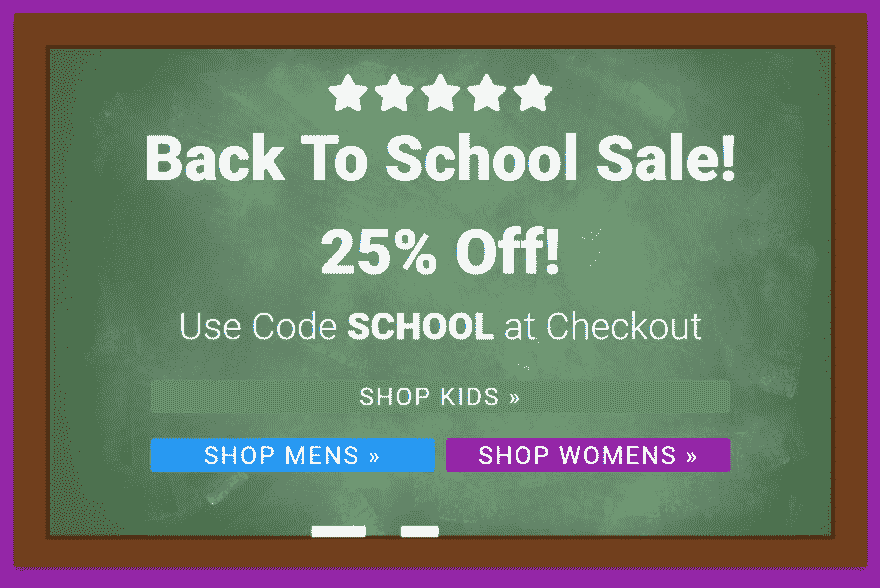 Back To School Sale!
25% Off!
Use Code SCHOOL at Checkout
SHOP KIDS »
SHOP MENS » SHOP WOMENS »